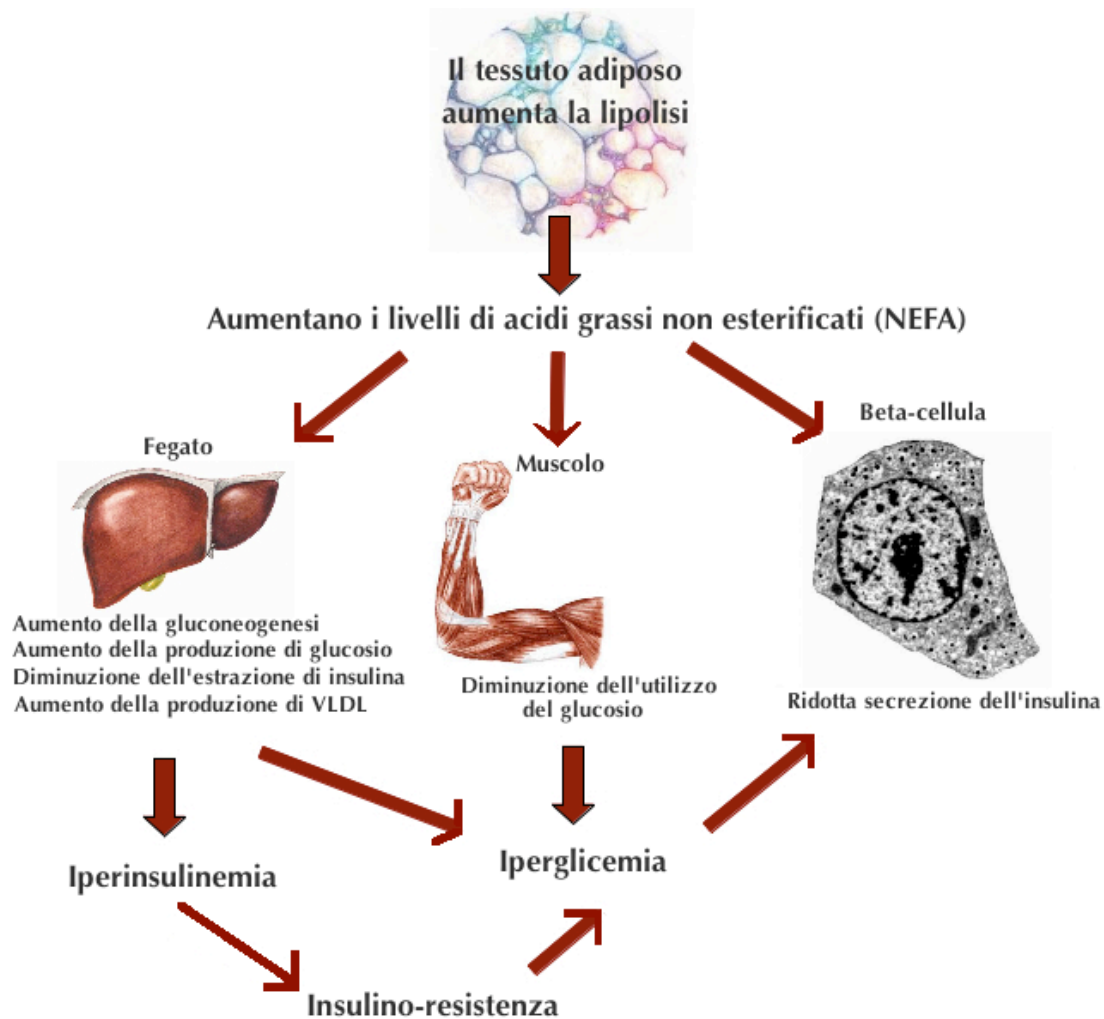 Il tessuto adiposo
aumenta la lipolisi
Aumentano i livelli di acidi grassi non esterificati (NEFA)
Fegato
Muscolo
Beta-cellula
Aumento della gluconeogenesi
Aumento della produzione di glucosio
Diminuzione dell'estrazione di insulina
Aumento della produzione di VLDL
Diminuzione dell'utilizzo
del glucosio
Ridotta secrezione dell'insulina
Iperinsulinemia
Iperglicemia
Insulino-resistenza